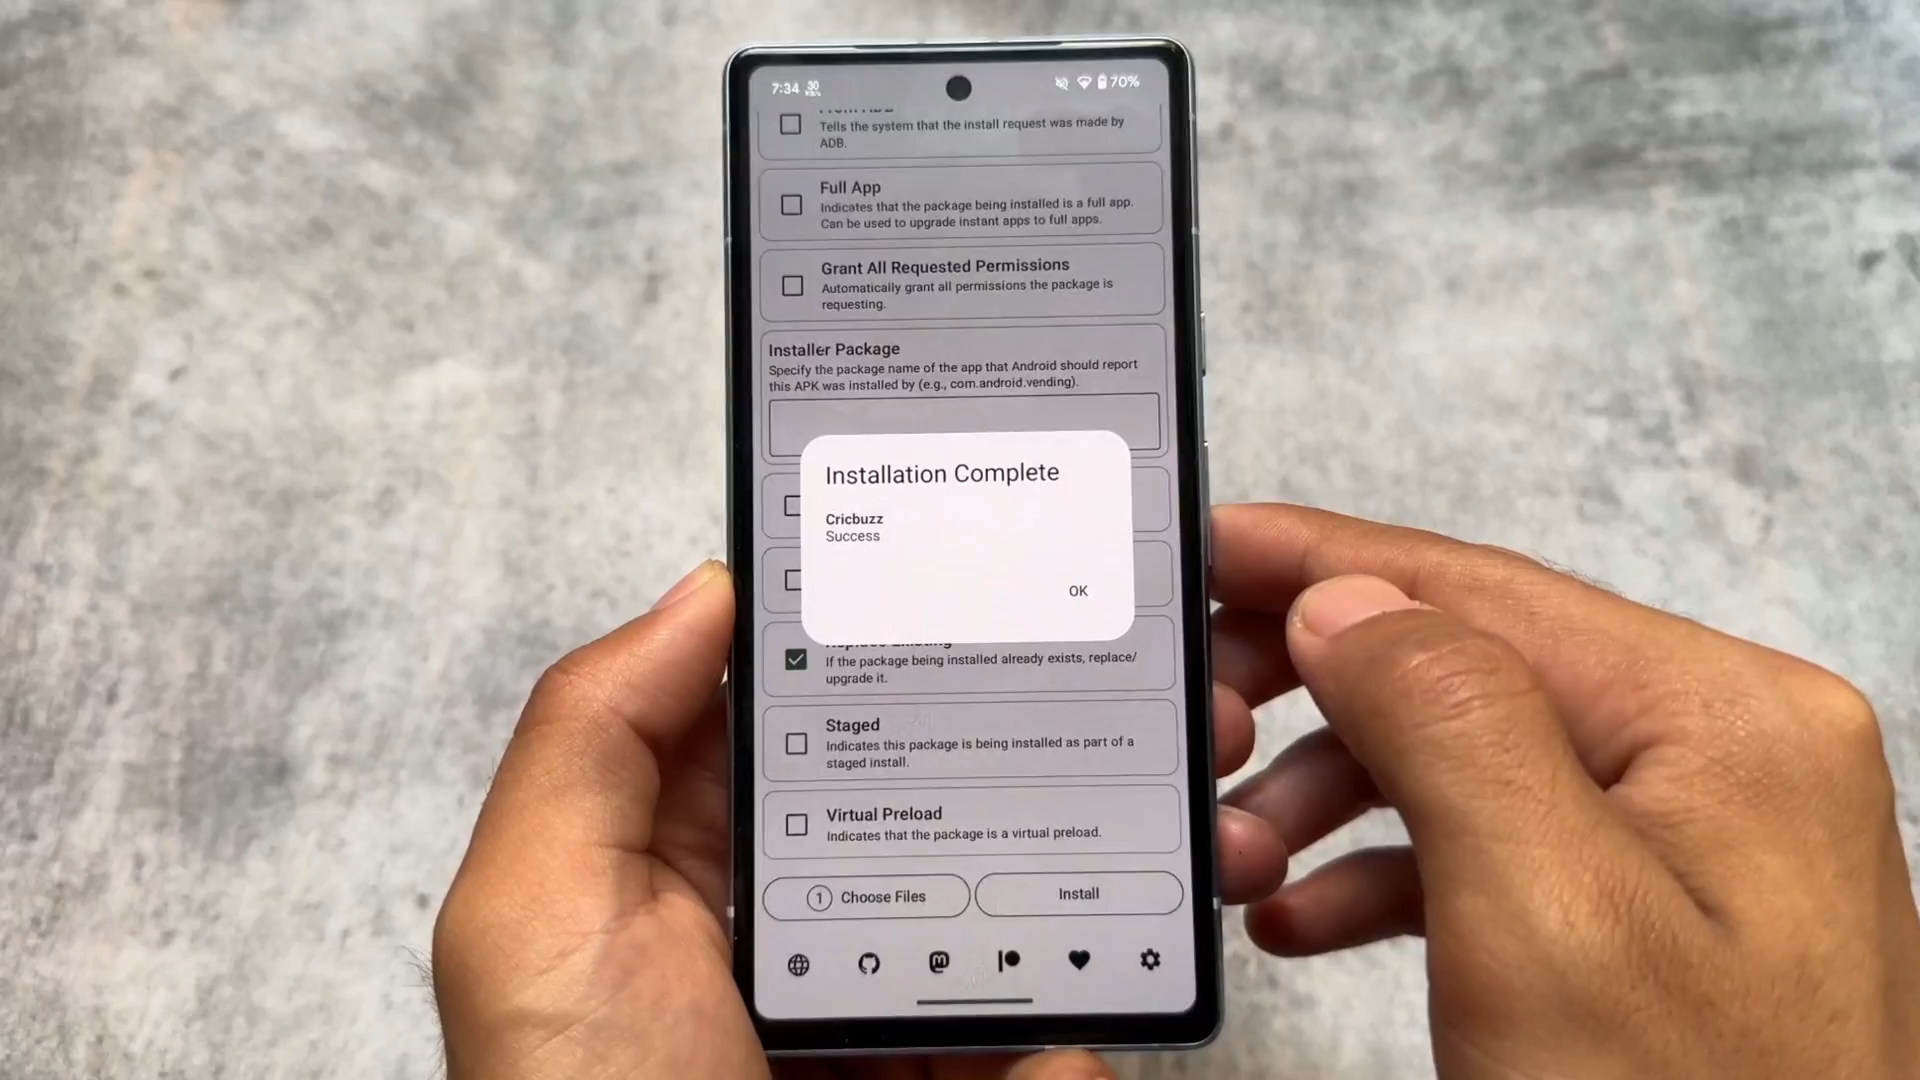 7:34 30 KB/s 70%
Tells the system that the install request was made by
ADB.
Full App
Indicates that the package being installed is a full app.
Can be used to upgrade instant apps to full apps.
Grant All Requested Permissions
Automatically grant all permissions the package is
requesting.
Installer Package
Specify the package name of the app that Android should report
this APK was installed by (e.g., com.android.vending).
Installation Complete
Cricbuzz
Success
OK
Replace Existing
If the package being installed already exists, replace/
upgrade it.
Staged
Indicates this package is being installed as part of a
staged install.
Virtual Preload
Indicates that the package is a virtual preload.
1 Choose Files
Install